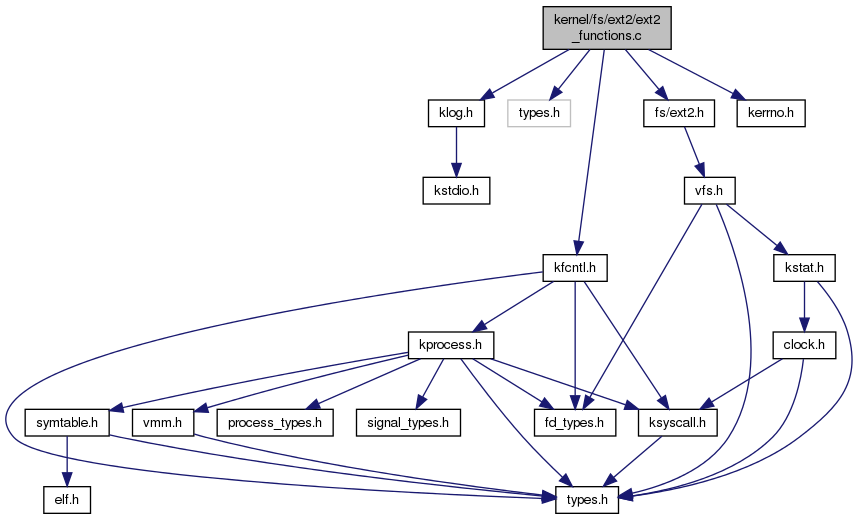 kernel/fs/ext2/ext2
_functions.c
klog.h
types.h
fs/ext2.h
kerrno.h
kstdio.h
vfs.h
kfcntl.h
kstat.h
kprocess.h
clock.h
symtable.h
vmm.h
process_types.h
signal_types.h
fd_types.h
ksyscall.h
elf.h
types.h